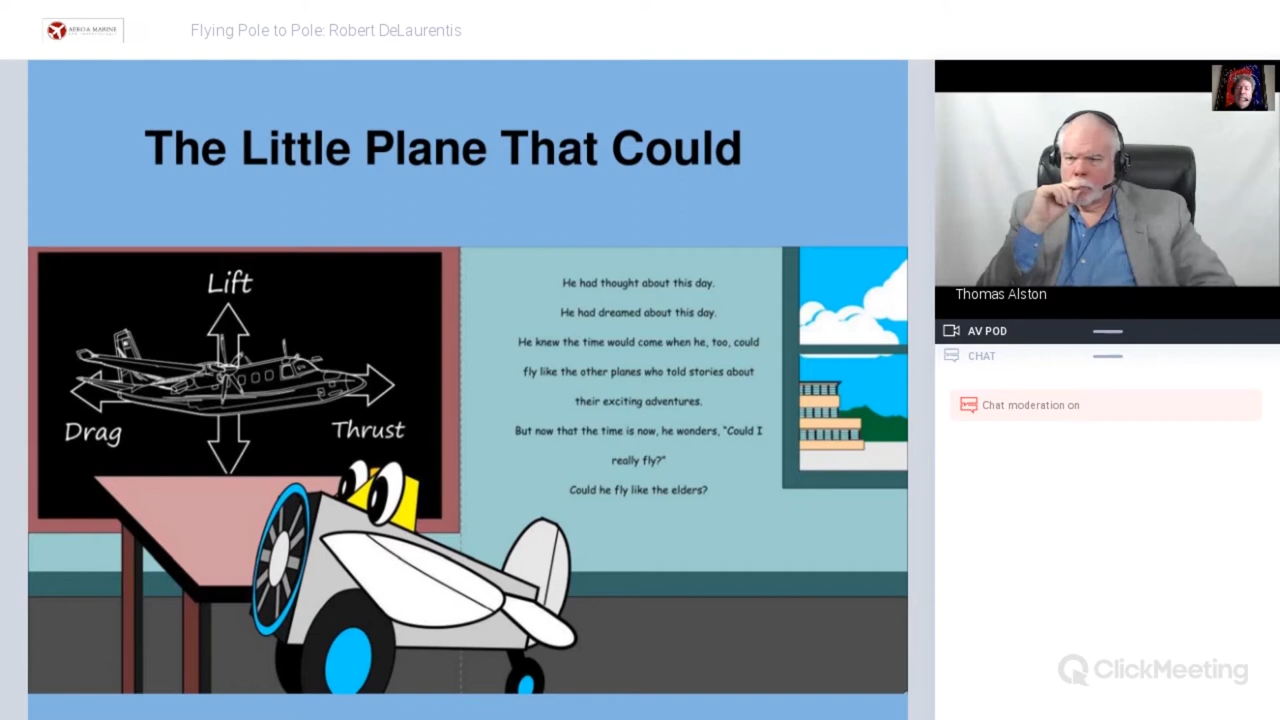 AERO & MARINE
Flying Pole to Pole: Robert DeLaurentis
The Little Plane That Could
Lift
Drag
Thrust
He had thought about this day.
He had dreamed about this day.
He knew the time would come when he, too, could
fly like the other planes who told stories about
their exciting adventures.
But now that the time is now, he wonders, "Could I
really fly?"
Could he fly like the elders?
Thomas Alston
AV POD
CHAT
Chat moderation on
ClickMeeting